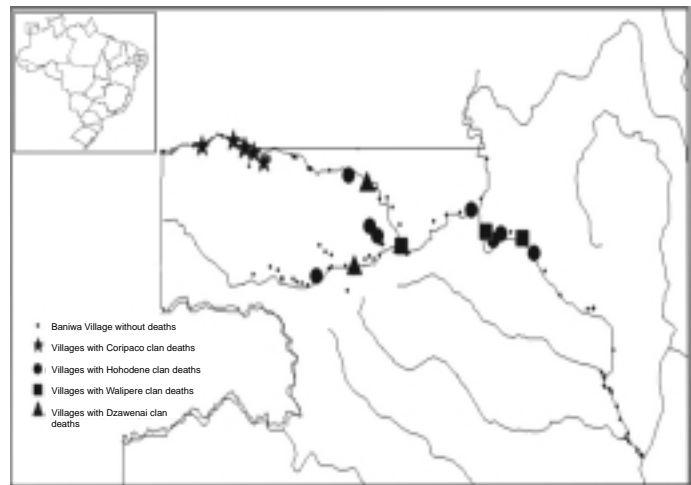 Baniwa Village without deaths
Villages with Coripaco clan deaths
Villages with Hohodene clan deaths
Villages with Walipere clan deaths
Villages with Dzawenai clan
deaths